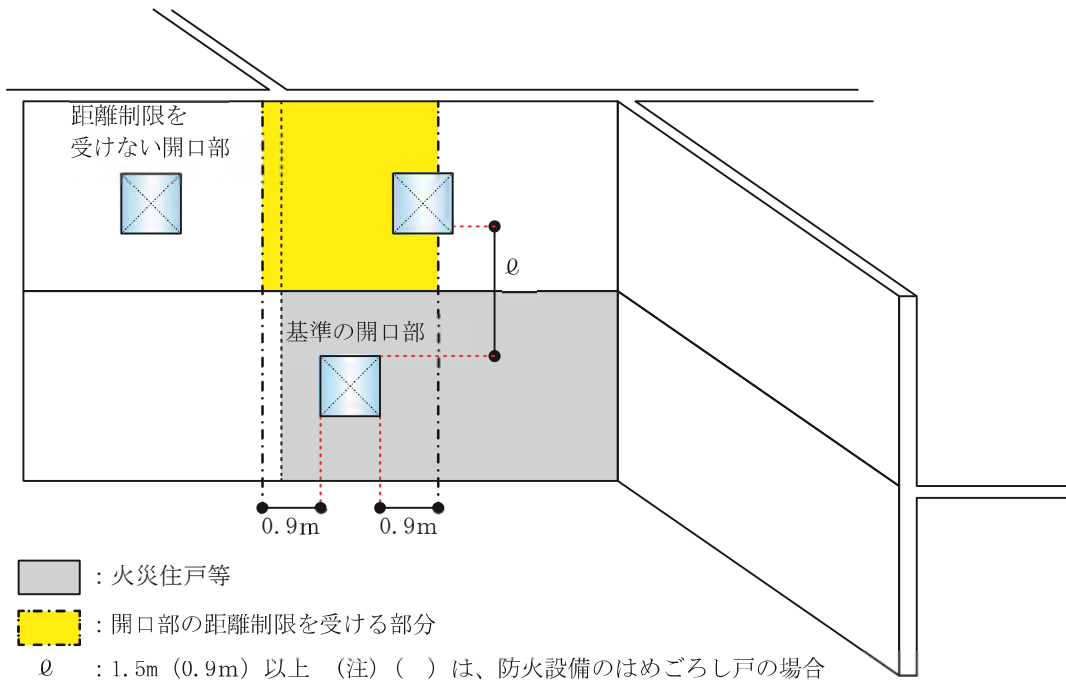 距離制限を
受けない開口部
ℓ
基準の開口部
0.9m
0.9m
：火災住戸等
：開口部の距離制限を受ける部分
ℓ ：1.5m（0.9m）以上 （注）（ ）は、防火設備のはめごろし戸の場合